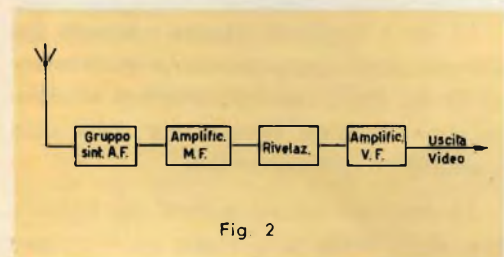 Gruppo
sint. A.F.
Amplific.
M.F.
Rivelaz.
Amplific.
V. F.
Uscita
Video
Fig. 2